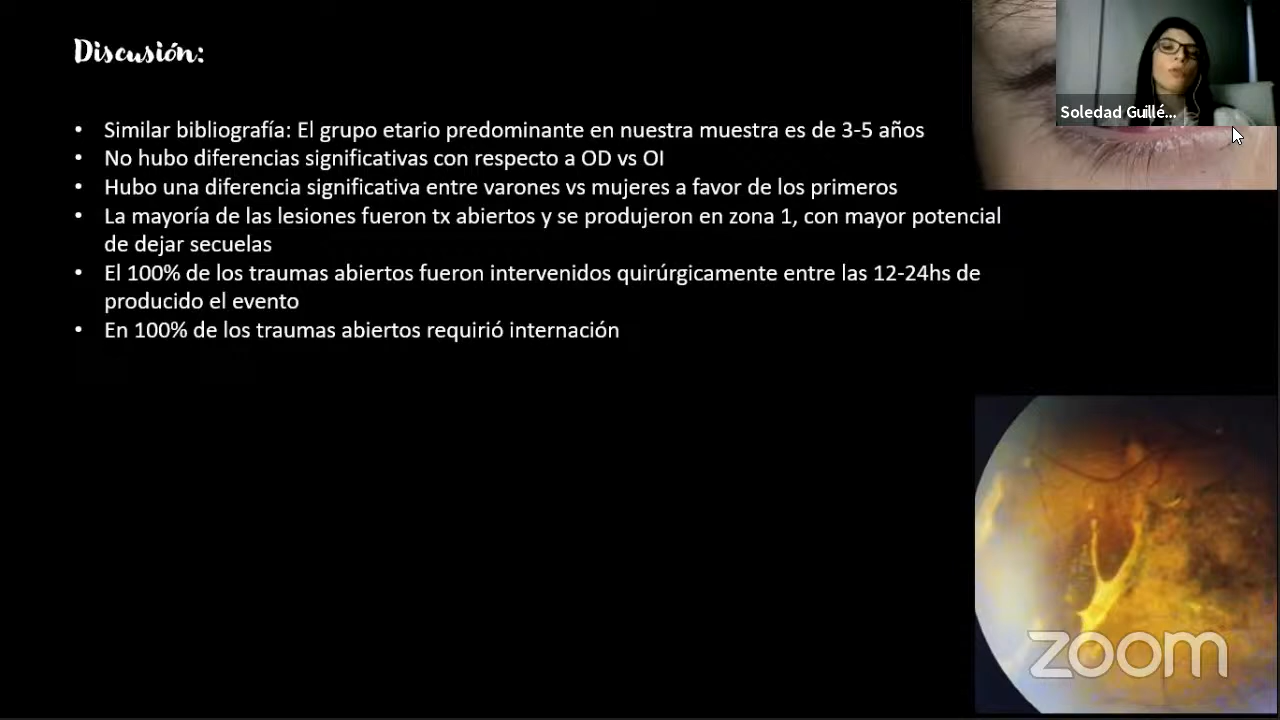 Discusión:
• Similar bibliografía: El grupo etario predominante en nuestra muestra es de 3-5 años
• No hubo diferencias significativas con respecto a OD vs OI
• Hubo una diferencia significativa entre varones vs mujeres a favor de los primeros
• La mayoría de las lesiones fueron tx abiertos y se produjeron en zona 1, con mayor potencial
de dejar secuelas
• El 100% de los traumas abiertos fueron intervenidos quirúrgicamente entre las 12-24hs de
producido el evento
• En 100% de los traumas abiertos requirió internación
Soledad Guillé...
zoom